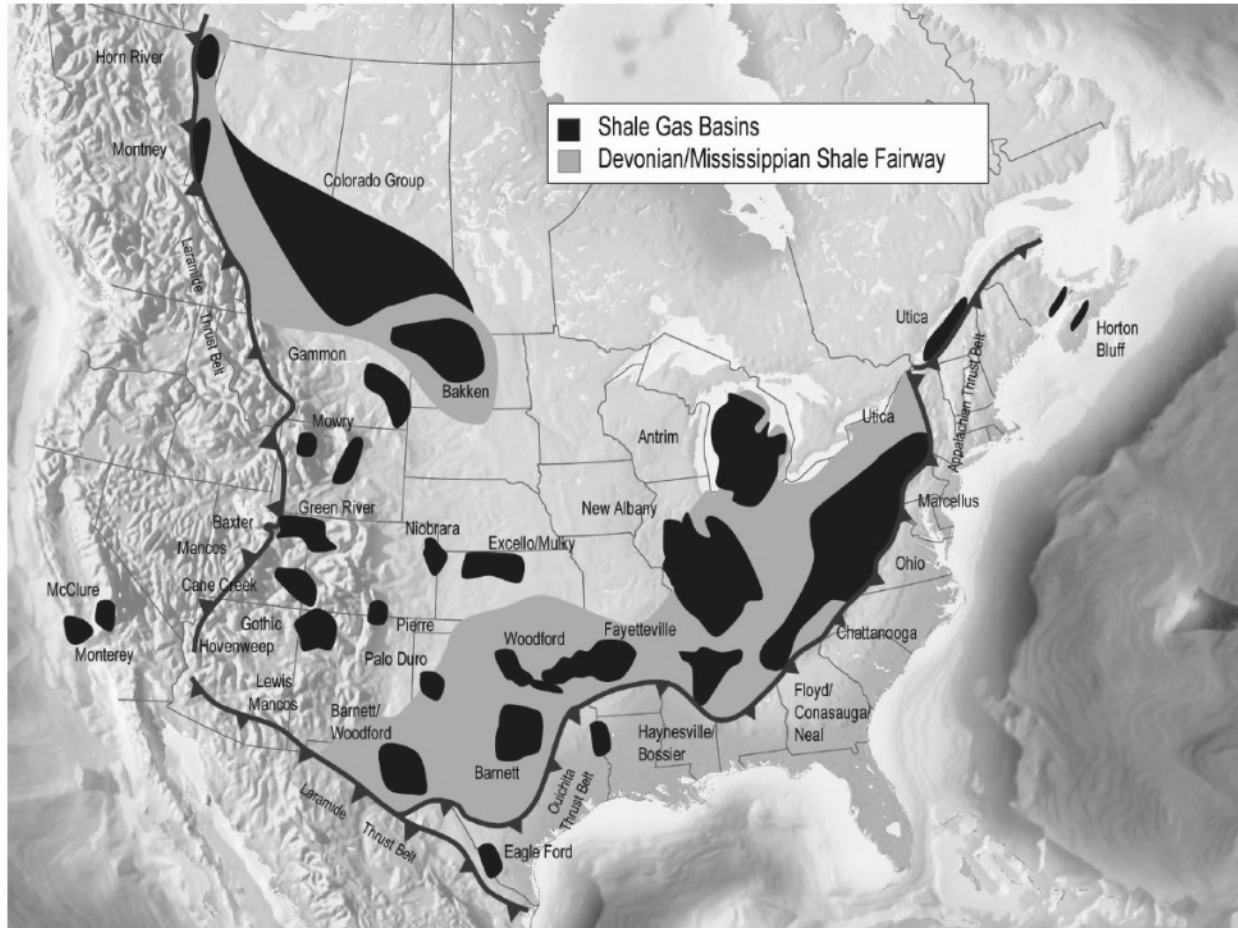 Horn River
Shale Gas Basins
Devonian/Mississippian Shale Fairway
Montney
Colorado Group
Laramide
Thrust Belt
Utica
Horton
Bluff
Appalachian Thrust Belt
Gammon
Bakken
Mowry
Antrim
Utica
Green River
New Albany
Marcellus
Baxter
Mancos
Niobrara
Excello/Mulky
Ohio
McClure
Cane Creek
Gothic
Pierre
Woodford
Fayetteville
Chattanooga
Monterey
Hovenweep
Palo Duro
Lewis
Mancos
Barnett/
Woodford
Floyd/
Conasauga/
Neal
Haynesville/
Bossier
Barnett
Ouichita
Thrust Belt
Laramide
Thrust Belt
Eagle Ford